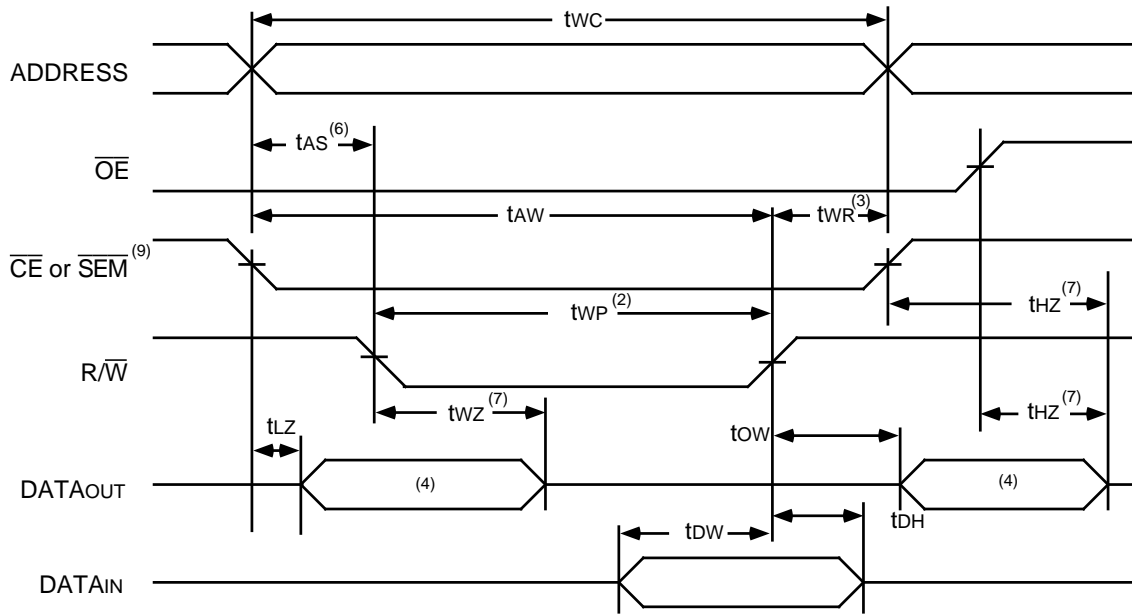 tWC
ADDRESS
tAS (6)
OE
tAW
tWR (3)
CE or SEM (9)
tWP (2)
tHZ (7)
R/W
tWZ (7)
tHZ (7)
tLZ
tOW
DATAOUT
(4)
(4)
tDW
tDH
DATAIN